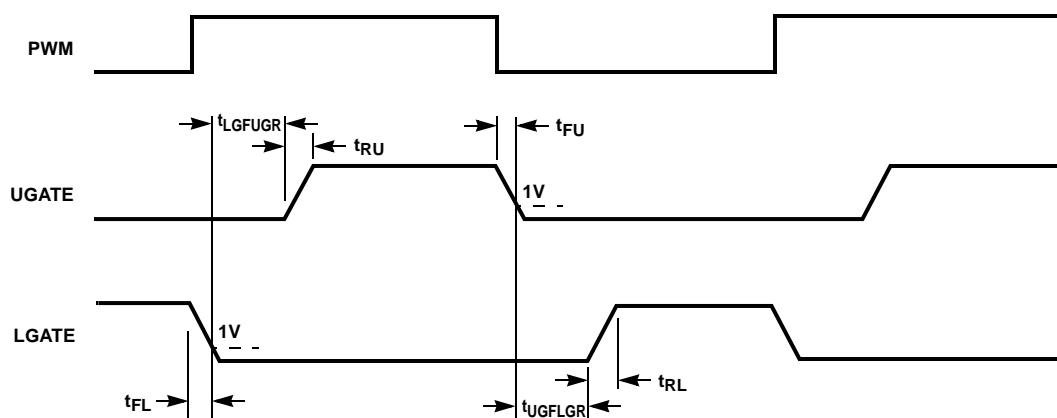 PWM
tLGFUGR
tRU
tFU
UGATE
1V
LGATE
1V
tFL
tRL
tUGFLGR